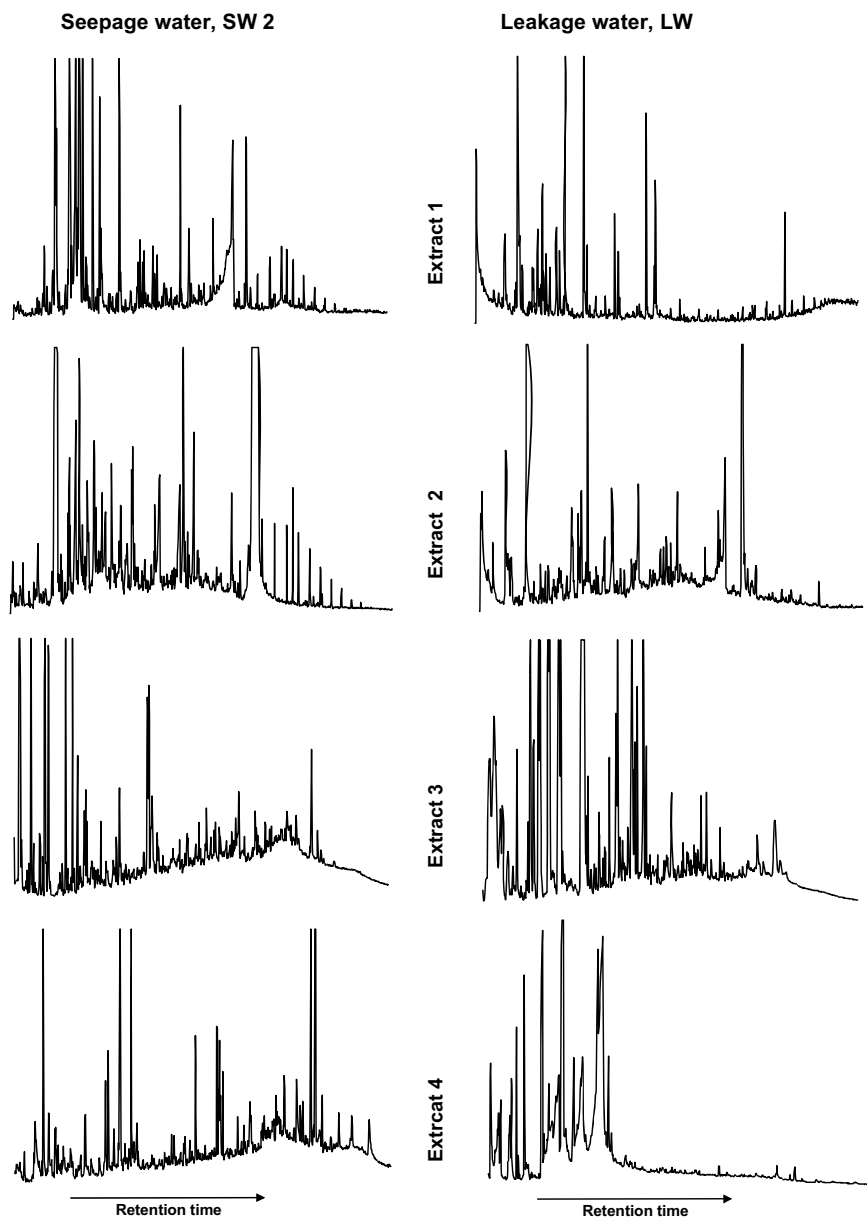 Seepage water, SW 2
Leakage water, LW
Extract 1
Extract 2
Extract 3
Extrcat 4
Retention time
Retention time